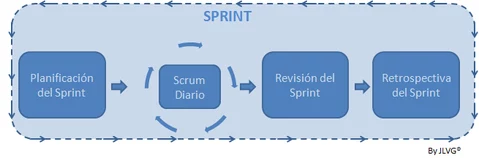 SPRINT
Planificación
del Sprint
Scrum
Diario
Revisión del
Sprint
Retrospectiva
del Sprint
By JLVG®